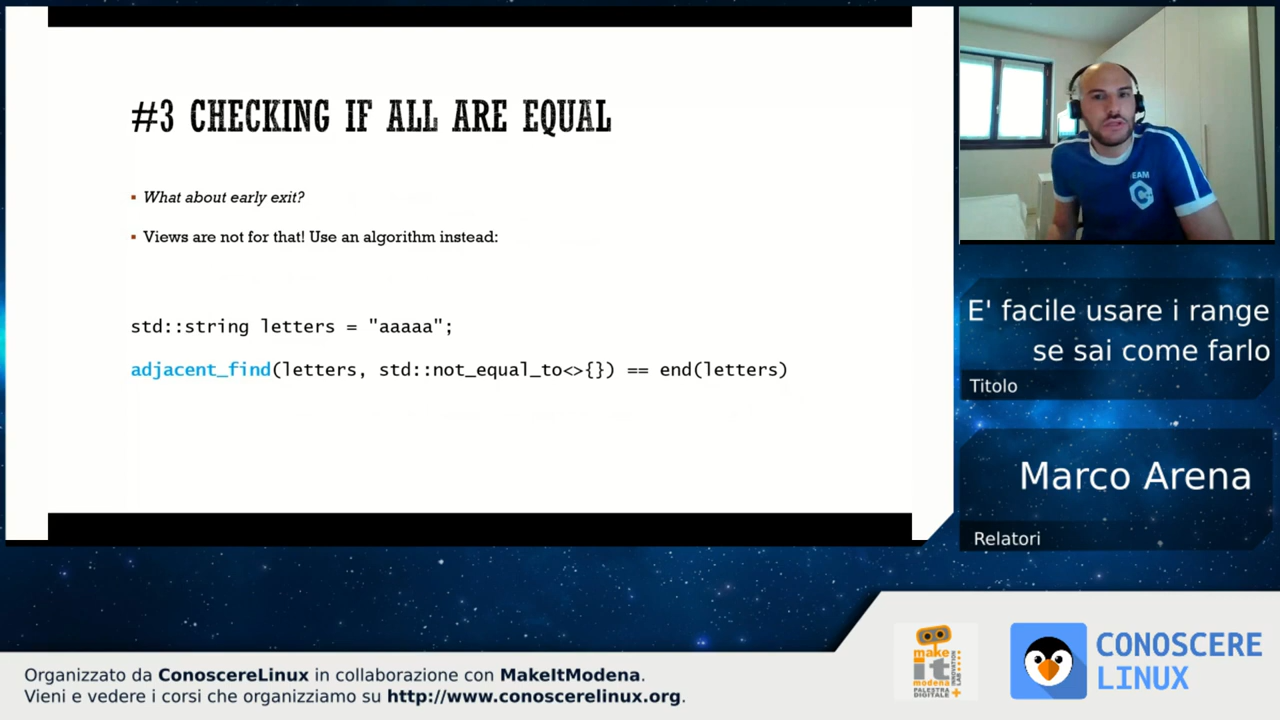 #3 CHECKING IF ALL ARE EQUAL
▪ What about early exit?
▪ Views are not for that! Use an algorithm instead:
std::string letters = "aaaaa";
adjacent_find(letters, std::not_equal_to<>{}) == end(letters)
EAM
E' facile usare i range
se sai come farlo
Titolo
Marco Arena
Relatori
make
it
modena
PALESTRA
DIGITALE
CONOSCERE
LINUX
Organizzato da ConoscereLinux in collaborazione con MakeItModena.
Vieni e vedere i corsi che organizziamo su http://www.conoscerelinux.org.